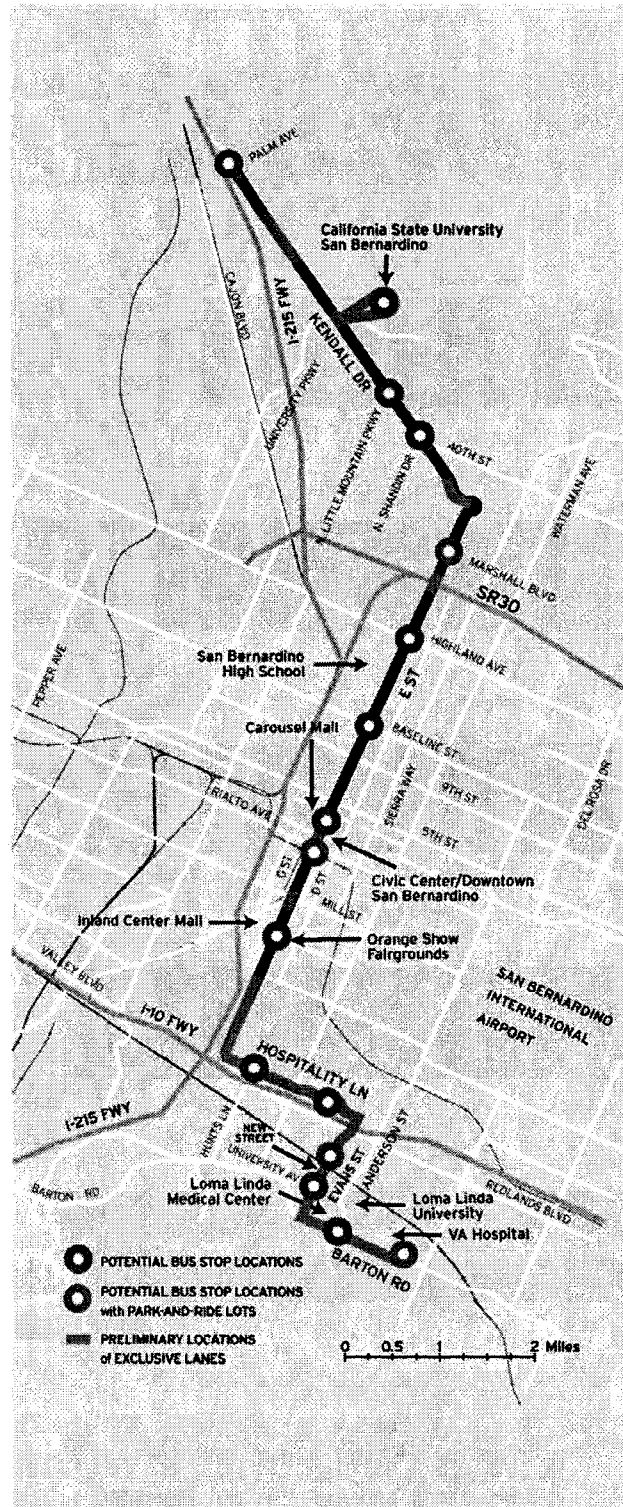 PALM AVE
California State University
San Bernardino
CAJON BLVD
I-215 FWY
KENDALL DR
UNIVERSITY PKWY
LITTLE MOUNTAIN PKWY
N. SHANDIN DR
40TH ST
WATERMAN AVE
MARSHALL BLVD
SR30
HIGHLAND AVE
San Bernardino
High School
PEPPER AVE
E ST
Carousel Mall
BASELINE ST
RIALTO AVE
SIERRA WAY
9TH ST
5TH ST
DEL ROSA DR
G ST
D ST
Civic Center/Downtown
San Bernardino
MILL ST
Inland Center Mall
Orange Show
Fairgrounds
VALLEY BLVD
SAN BERNARDINO
INTERNATIONAL
AIRPORT
I-10 FWY
HOSPITALITY LN
I-215 FWY
HUNTS LN
NEW
STREET
UNIVERSITY AV
EVANS ST
ANDERSON ST
REDLANDS BLVD
BARTON RD
Loma Linda
Medical Center
Loma Linda
University
VA Hospital
BARTON RD
POTENTIAL BUS STOP LOCATIONS
POTENTIAL BUS STOP LOCATIONS
with PARK-AND-RIDE LOTS
PRELIMINARY LOCATIONS
of EXCLUSIVE LANES
0 0.5 1 2 Miles